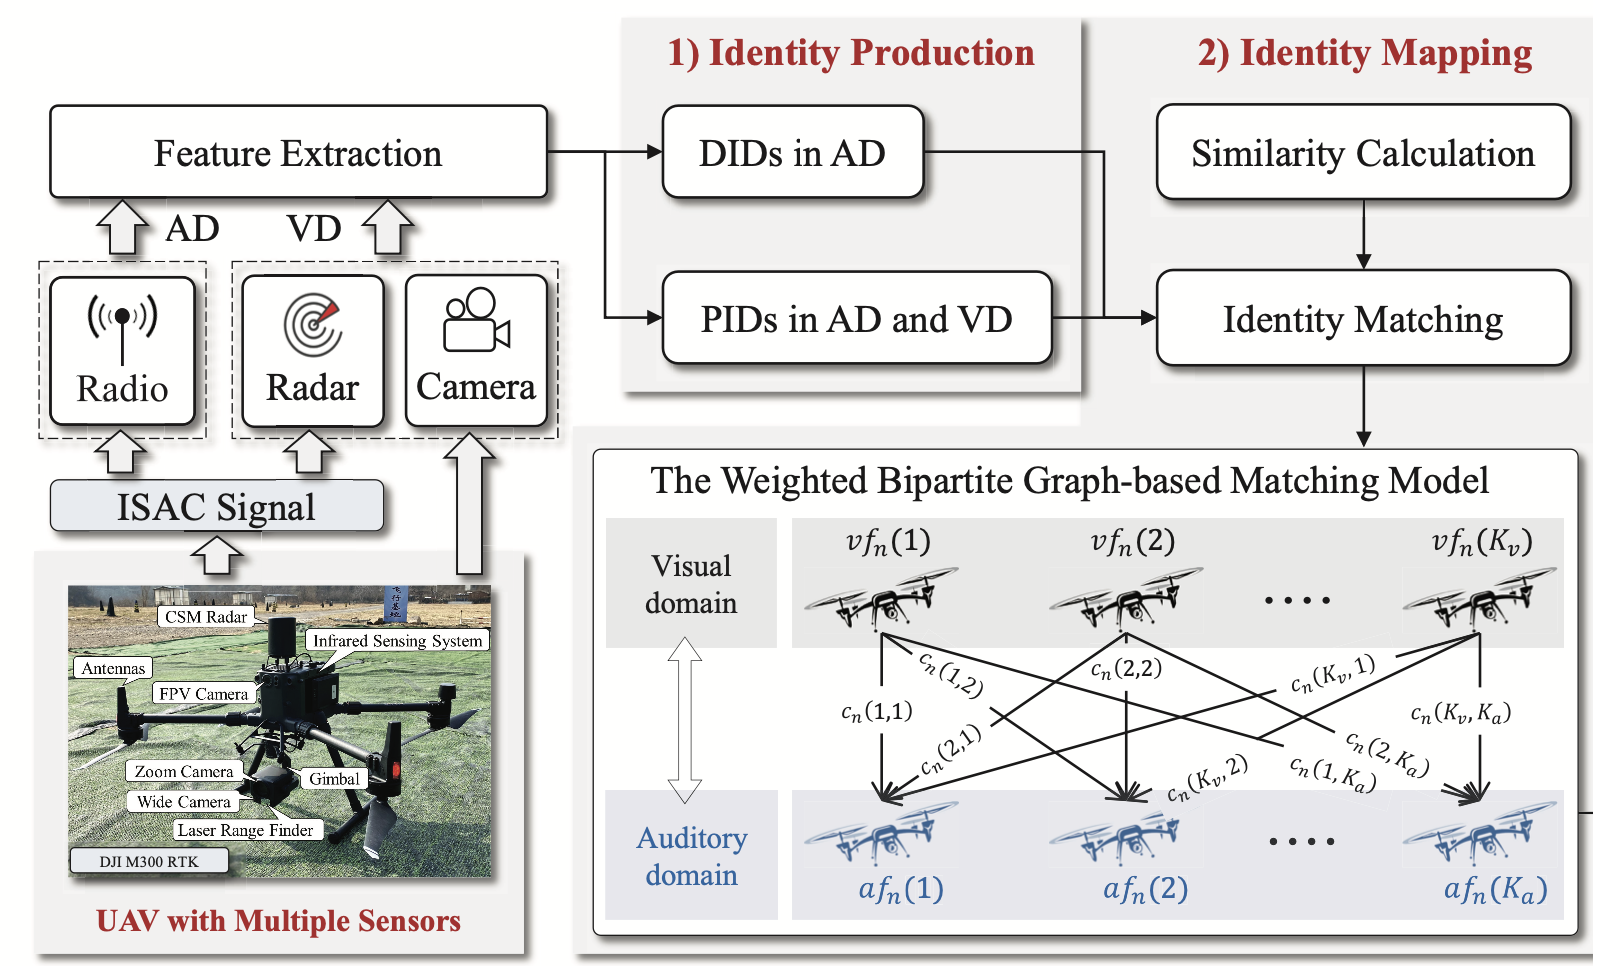 1) Identity Production
2) Identity Mapping
Feature Extraction
DIDs in AD
Similarity Calculation
AD
VD
PIDs in AD and VD
Identity Matching
Radio
Radar
Camera
ISAC Signal
The Weighted Bipartite Graph-based Matching Model
Visual
domain
vfₙ(1)
vfₙ(2)
vfₙ(Kᵥ)
cₙ(1,1)
cₙ(1,2)
cₙ(2,1)
cₙ(2,2)
cₙ(Kᵥ,1)
cₙ(Kᵥ,2)
cₙ(1,Kₐ)
cₙ(2,Kₐ)
cₙ(Kᵥ,Kₐ)
Auditory
domain
afₙ(1)
afₙ(2)
afₙ(Kₐ)
飞行基地
CSM Radar
Infrared Sensing System
Antennas
FPV Camera
Zoom Camera
Gimbal
Wide Camera
Laser Range Finder
DJI M300 RTK
UAV with Multiple Sensors